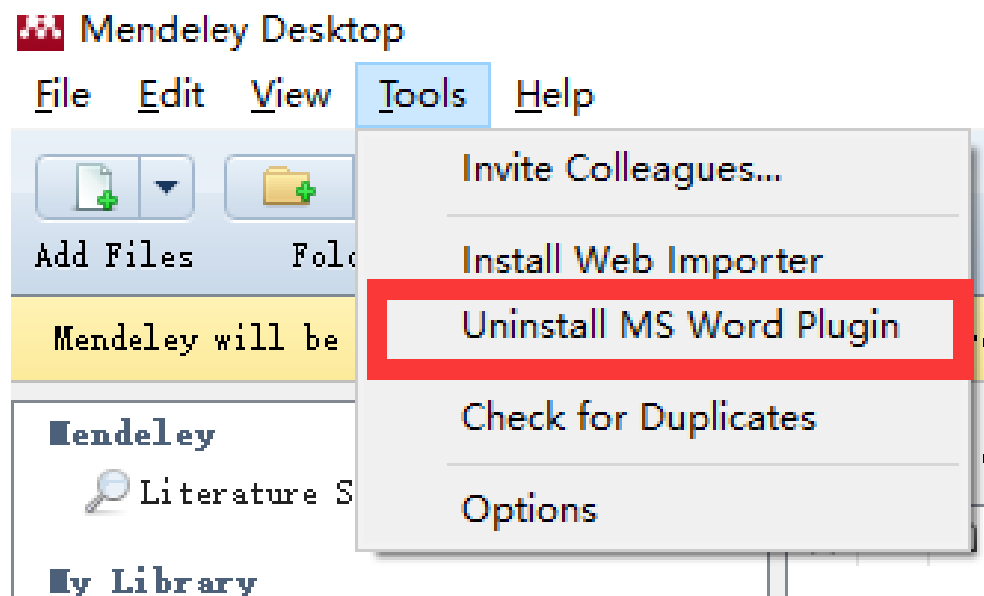 Mendeley Desktop
File Edit View Tools Help
Invite Colleagues...
Install Web Importer
Uninstall MS Word Plugin
Check for Duplicates
Options
Add Files
Mendeley will be
Mendeley
Literature
My Library